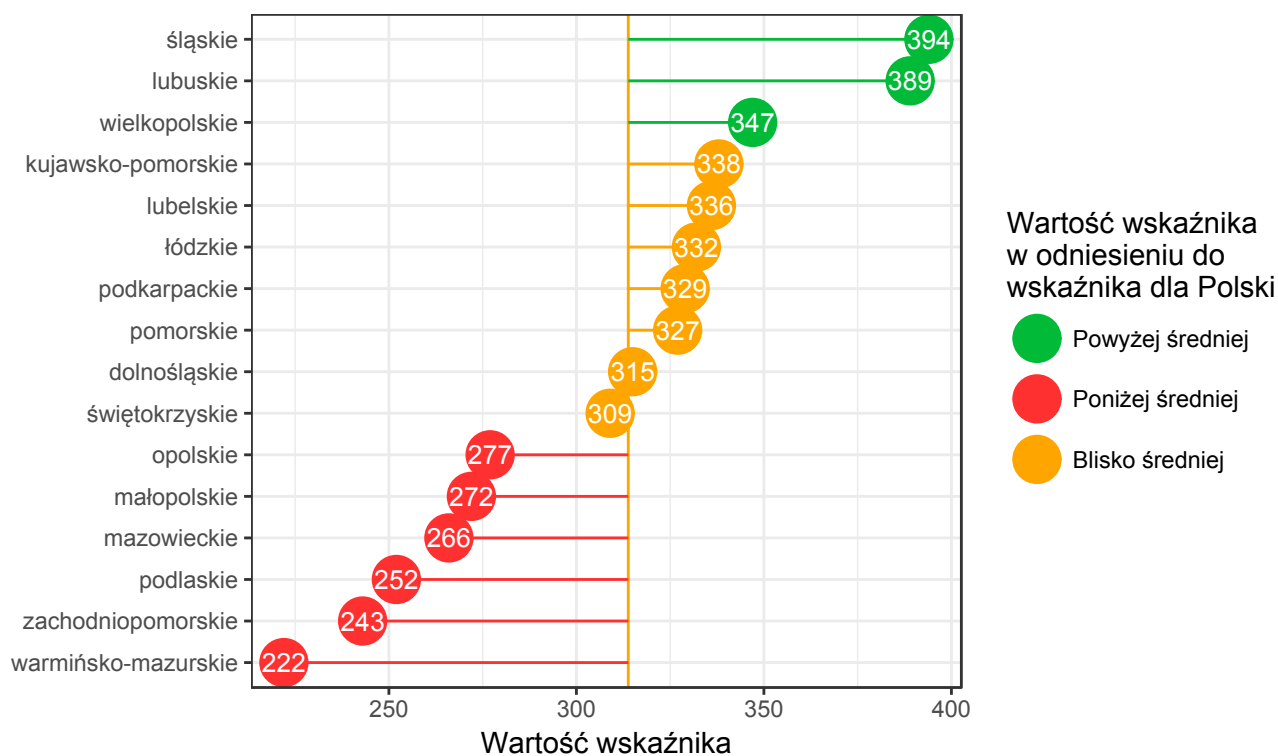 śląskie 394
lubuskie 389
wielkopolskie 347
kujawsko-pomorskie 338
lubelskie 336
łódzkie 332
podkarpackie 329
pomorskie 327
dolnośląskie 315
świętokrzyskie 309
opolskie 277
małopolskie 272
mazowieckie 266
podlaskie 252
zachodniopomorskie 243
warmińsko-mazurskie 222
250 300 350 400
Wartość wskaźnika
Wartość wskaźnika
w odniesieniu do
wskaźnika dla Polski
Powyżej średniej
Poniżej średniej
Blisko średniej